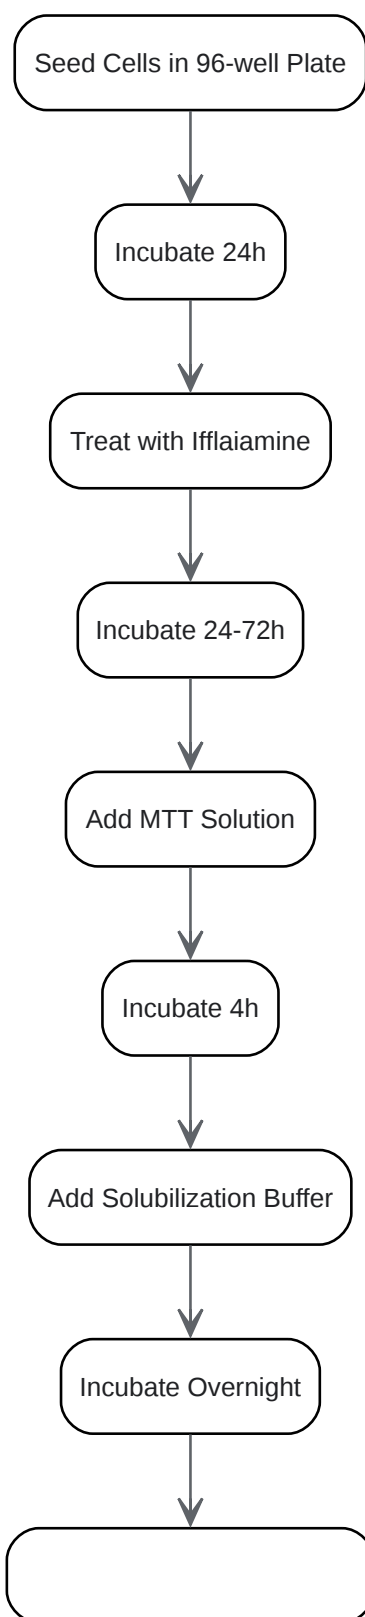 Seed Cells in 96-well Plate
Incubate 24h
Treat with Ifflaiamine
Incubate 24-72h
Add MTT Solution
Incubate 4h
Add Solubilization Buffer
Incubate Overnight